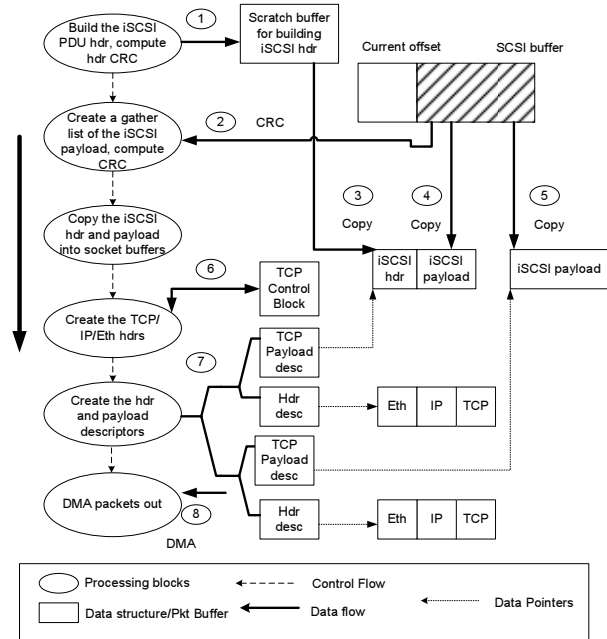 1
Build the iSCSI
PDU hdr, compute
hdr CRC
Scratch buffer
for building
iSCSI hdr
Current offset
SCSI buffer
2
CRC
Create a gather
list of the iSCSI
payload, compute
CRC
3
4
5
Copy
Copy
Copy
Copy the iSCSI
hdr and payload
into socket buffers
iSCSI
hdr
iSCSI
payload
iSCSI payload
6
TCP
Control
Block
Create the TCP/
IP/Eth hdrs
7
TCP
Payload
desc
Hdr
desc
Eth
IP
TCP
Create the hdr
and payload
descriptors
TCP
Payload
desc
DMA packets out
8
DMA
Hdr
desc
Eth
IP
TCP
Processing blocks
Control Flow
Data Pointers
Data structure/Pkt Buffer
Data flow